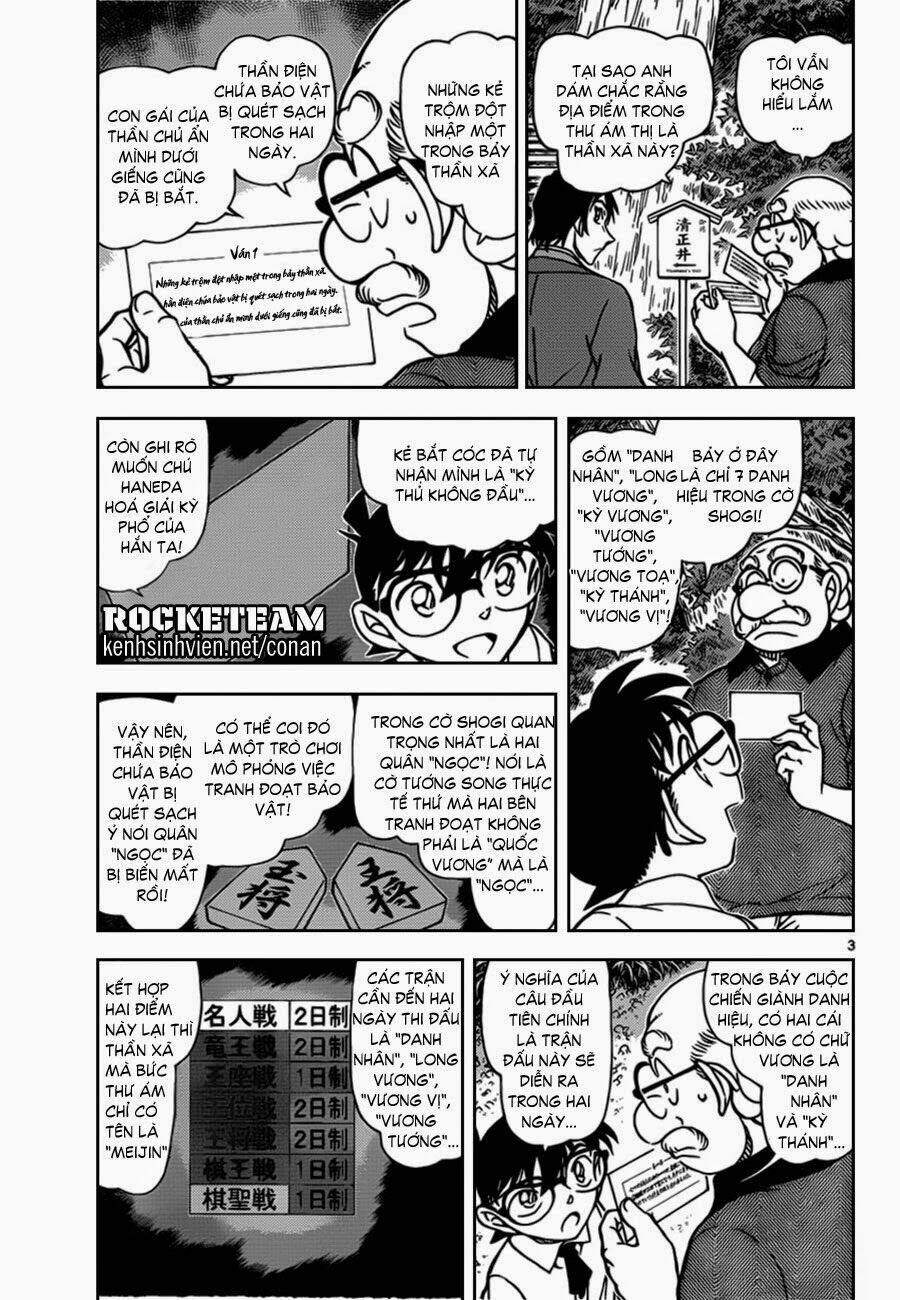 TÔI VẪN
KHÔNG
HIỂU LẮM
...
TẠI SAO ANH
DÁM CHẮC RẰNG
ĐỊA ĐIỂM TRONG
THƯ ÁM THỊ LÀ
THẦN XÃ NÀY?
清正井
NHỮNG KẺ
TRỘM ĐỘT
NHẬP MỘT
TRONG BẢY
THẦN XÃ
THẦN ĐIỆN
CHỨA BẢO VẬT
BỊ QUÉT SẠCH
TRONG HAI
NGÀY.
CON GÁI CỦA
THẦN CHỦ ẨN
MÌNH DƯỚI
GIẾNG CŨNG
ĐÃ BỊ BẮT.
Ván 1
Những kẻ trộm đột nhập một trong bảy thần xã.
hần điện chứa bảo vật bị quét sạch trong hai ngày.
của thần chủ ẩn mình dưới giếng cũng đã bị bắt.
BẢY Ở ĐÂY
LÀ CHỈ 7 DANH
HIỆU TRONG CỜ
SHOGI!
GỒM "DANH
NHÂN", "LONG
VƯƠNG",
"KỲ VƯƠNG",
"VƯƠNG
TƯỚNG",
"VƯƠNG TOẠ",
"KỲ THÁNH",
"VƯƠNG VỊ"!
KẺ BẮT CÓC ĐÃ TỰ
NHẬN MÌNH LÀ "KỲ
THỦ KHÔNG ĐẦU"...
CÒN GHI RÕ
MUỐN CHÚ
HANEDA
HOÁ GIẢI KỲ
PHỔ CỦA
HẮN TA!
ROCKETEAM
kenhsinhvien.net/conan
TRONG CỜ SHOGI QUAN
TRỌNG NHẤT LÀ HAI
QUÂN "NGỌC"! NÓI LÀ
CỜ TƯỚNG SONG THỰC
TẾ THỨ MÀ HAI BÊN
TRANH ĐOẠT KHÔNG
PHẢI LÀ "QUỐC
VƯƠNG" MÀ LÀ
"NGỌC"...
CÓ THỂ COI ĐÓ
LÀ MỘT TRÒ CHƠI
MÔ PHỎNG VIỆC
TRANH ĐOẠT BẢO
VẬT!
VẬY NÊN,
THẦN ĐIỆN
CHỨA BẢO
VẬT BỊ
QUÉT SẠCH
Ý NÓI QUÂN
"NGỌC" ĐÃ
BỊ BIẾN MẤT
RỒI!
玉将
王将
3
TRONG BẢY CUỘC
CHIẾN GIÀNH DANH
HIỆU, CÓ HAI CÁI
KHÔNG CÓ CHỮ
VƯƠNG LÀ
"DANH
NHÂN"
VÀ "KỲ
THÁNH"...
Ý NGHĨA CỦA
CÂU ĐẦU
TIÊN CHÍNH
LÀ TRẬN
ĐẤU NÀY SẼ
DIỄN RA
TRONG HAI
NGÀY...
CÁC TRẬN
CẦN ĐẾN HAI
NGÀY THI ĐẤU
LÀ "DANH
NHÂN", "LONG
VƯƠNG",
"VƯƠNG VỊ",
"VƯƠNG
TƯỚNG"...
名人戦 2日制
竜王戦 2日制
王座戦 1日制
王位戦 2日制
王将戦 2日制
棋王戦 1日制
棋聖戦 1日制
KẾT HỢP
HAI ĐIỂM
NÀY LẠI THÌ
THẦN XÃ
MÀ BỨC
THƯ ÁM
CHỈ CÓ
TÊN LÀ
"MEIJIN"